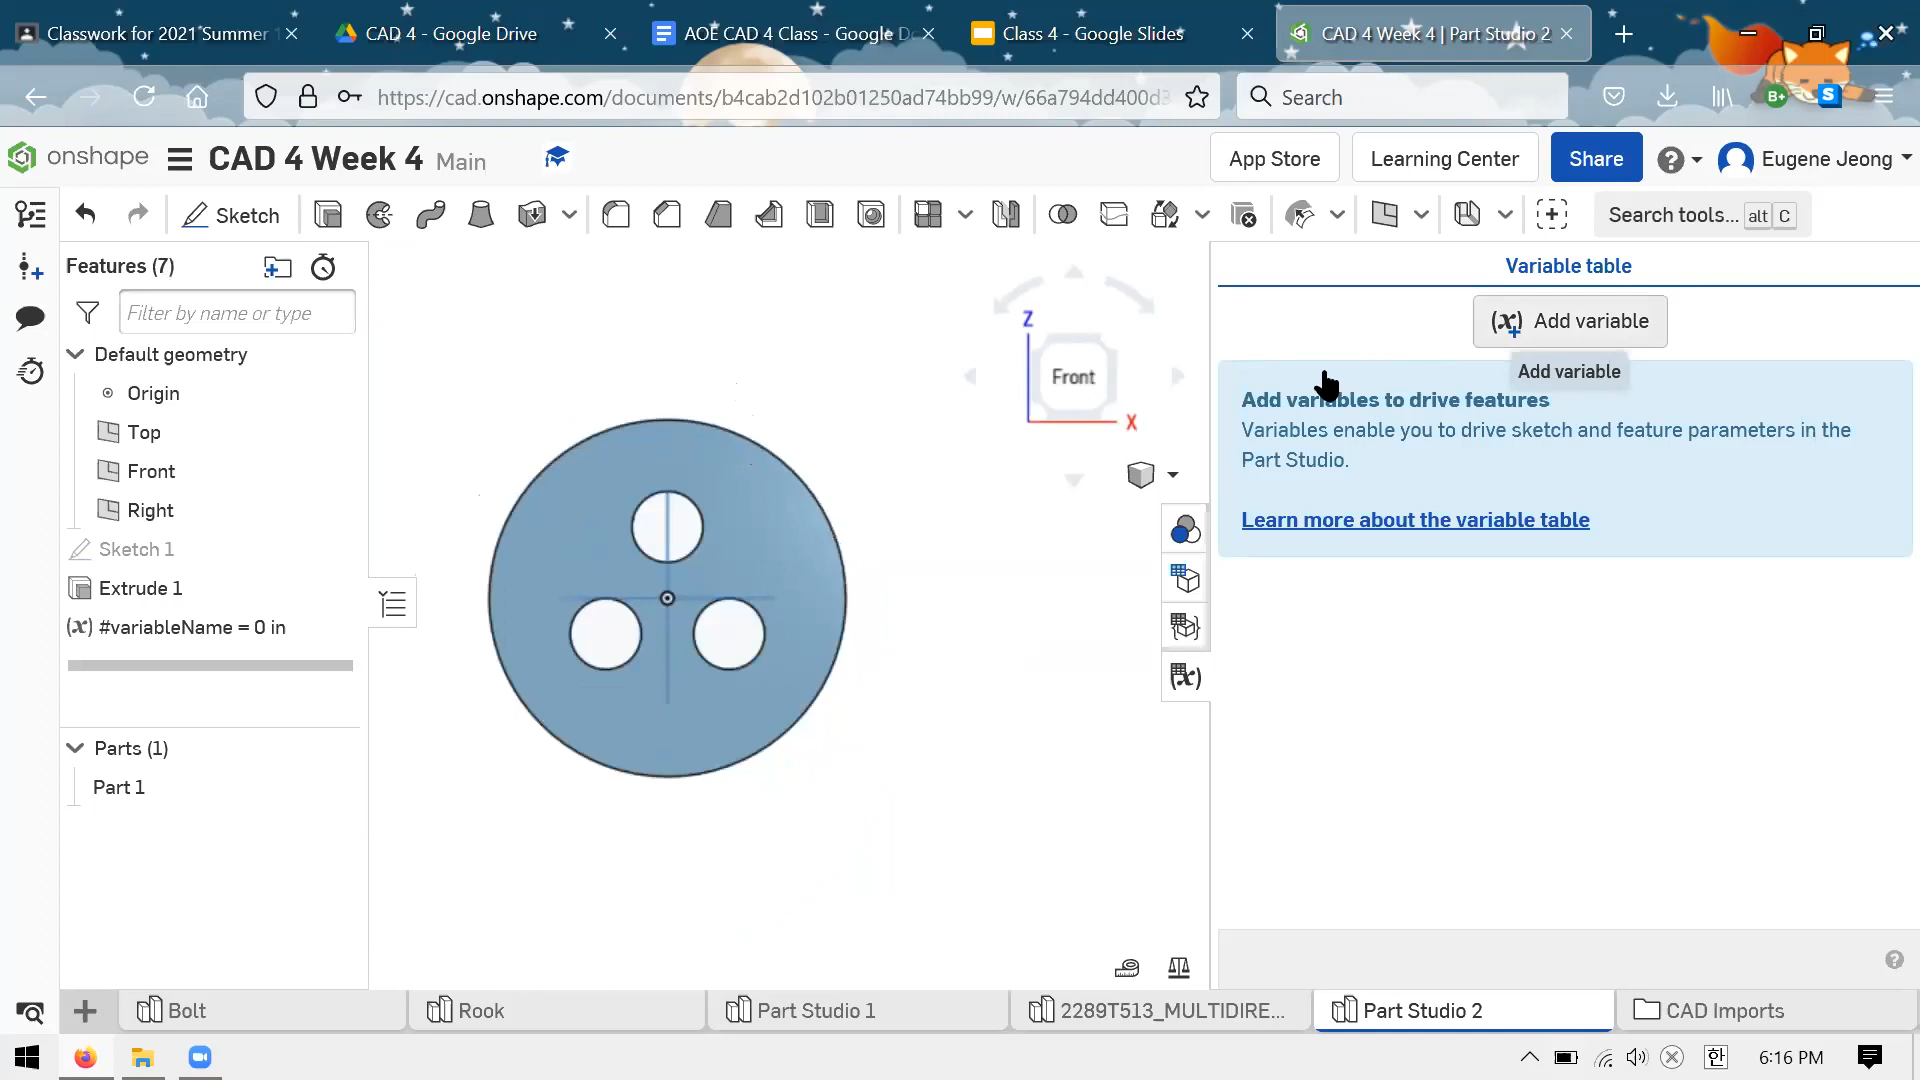 Classwork for 2021 Summer
CAD 4 - Google Drive
AOE CAD 4 Class - Google Do
Class 4 - Google Slides
CAD 4 Week 4 | Part Studio 2
https://cad.onshape.com/documents/b4cab2d102b01250ad74bb99/w/66a794dd400d3
Search
B+
S
onshape
CAD 4 Week 4
Main
App Store
Learning Center
Share
Eugene Jeong
Sketch
Search tools...
alt
C
Features (7)
Filter by name or type
Default geometry
Origin
Top
Front
Right
Sketch 1
Extrude 1
(x) #variableName = 0 in
Parts (1)
Part 1
Z
Front
X
(x)
Variable table
(x) Add variable
Add variable
Add variables to drive features
Variables enable you to drive sketch and feature parameters in the
Part Studio.
Learn more about the variable table
Bolt
Rook
Part Studio 1
2289T513_MULTIDIRE...
Part Studio 2
CAD Imports
한
6:16 PM